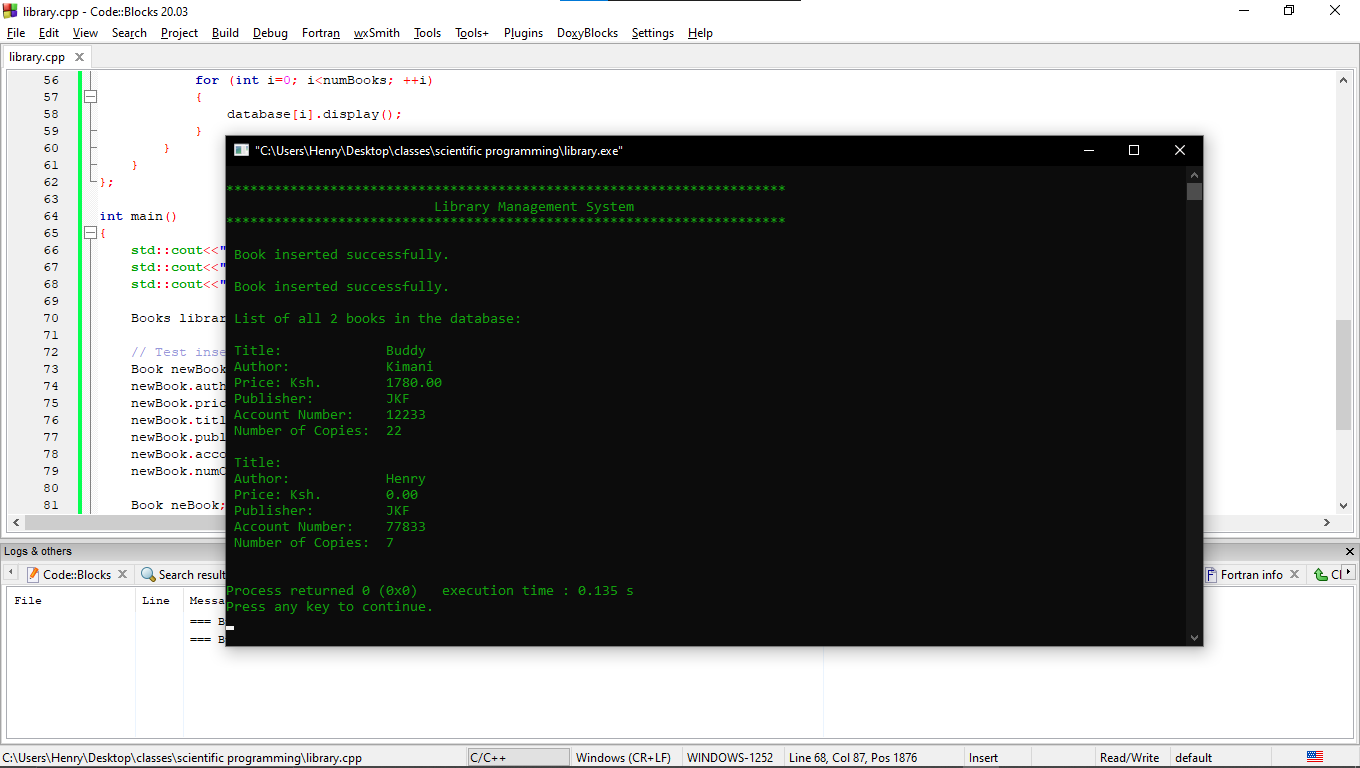 library.cpp - Code::Blocks 20.03
File Edit View Search Project Build Debug Fortran wxSmith Tools Tools+ Plugins DoxyBlocks Settings Help
library.cpp
56 for (int i=0; i<numBooks; ++i)
57 {
58 database[i].display();
59 }
60 }
61 }
62 };
63
64 int main()
65 {
66 std::cout<<"
67 std::cout<<"
68 std::cout<<"
69
70 Books librar
71
72 // Test inse
73 Book newBook
74 newBook.auth
75 newBook.pric
76 newBook.titl
77 newBook.publ
78 newBook.acco
79 newBook.numC
80
81 Book neBook;
"C:\Users\Henry\Desktop\classes\scientific programming\library.exe"
**********************************************************************
Library Management System
**********************************************************************
Book inserted successfully.
Book inserted successfully.
List of all 2 books in the database:
Title: Buddy
Author: Kimani
Price: Ksh. 1780.00
Publisher: JKF
Account Number: 12233
Number of Copies: 22
Title:
Author: Henry
Price: Ksh. 0.00
Publisher: JKF
Account Number: 77833
Number of Copies: 7
Process returned 0 (0x0) execution time : 0.135 s
Press any key to continue.
Logs & others
Code::Blocks Search result Fortran info Cl
File Line Messa
=== B
=== B
C:\Users\Henry\Desktop\classes\scientific programming\library.cpp C/C++ Windows (CR+LF) WINDOWS-1252 Line 68, Col 87, Pos 1876 Insert Read/Write default